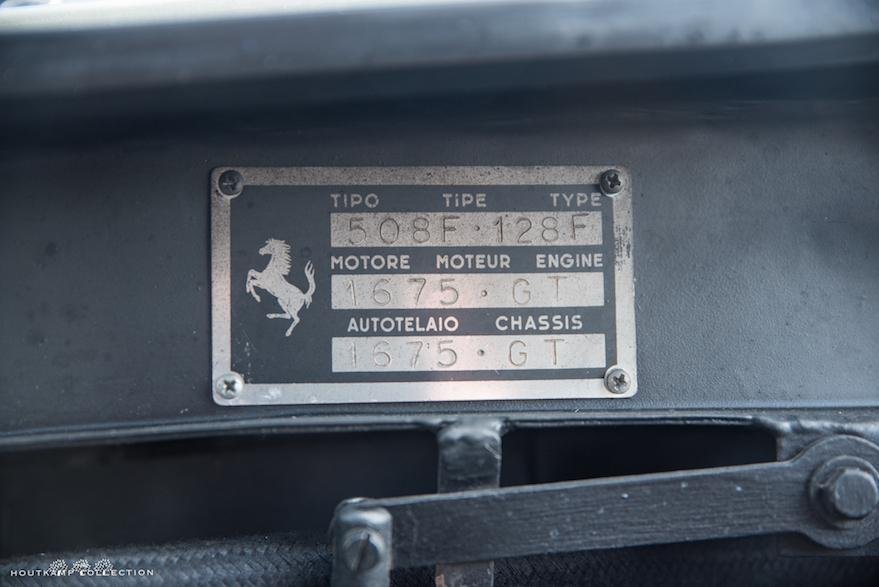 TIPO TIPE TYPE
508F·128F
MOTORE MOTEUR ENGINE
1675·GT
AUTOTELAIO CHASSIS
1675·GT
HOUTKAMP COLLECTION